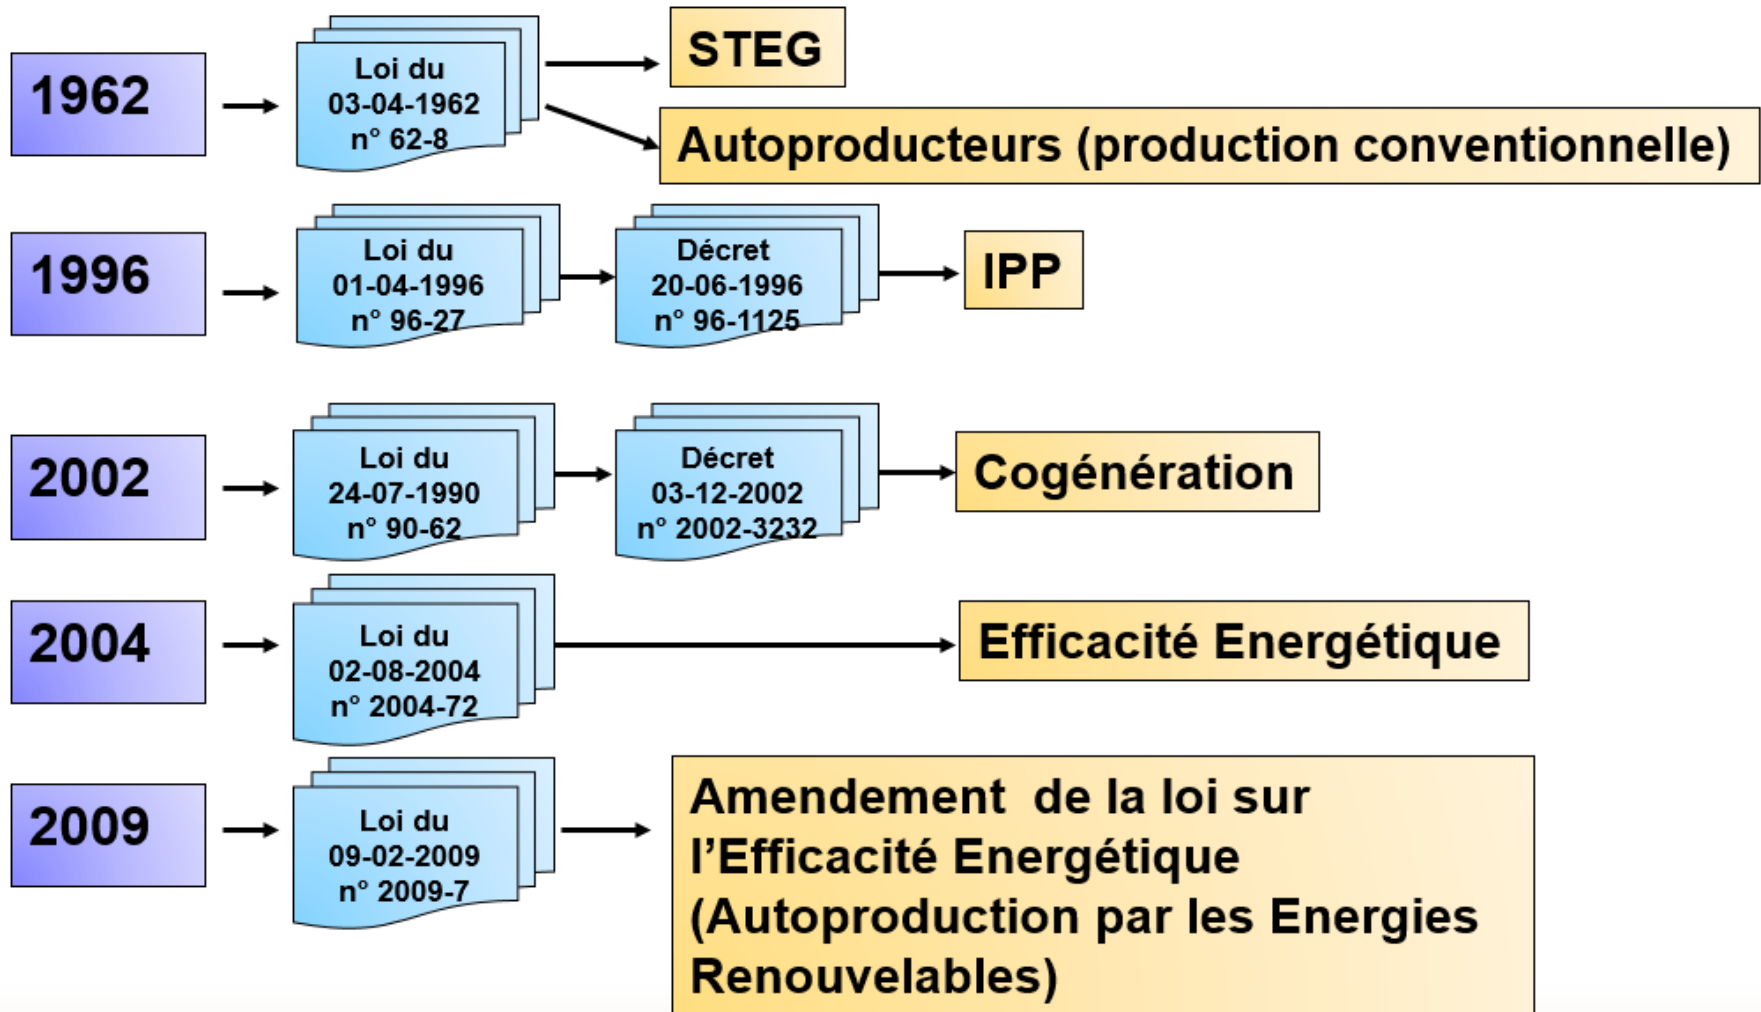 1962
Loi du
03-04-1962
n° 62-8
STEG
Autoproducteurs (production conventionnelle)
1996
Loi du
01-04-1996
n° 96-27
Décret
20-06-1996
n° 96-1125
IPP
2002
Loi du
24-07-1990
n° 90-62
Décret
03-12-2002
n° 2002-3232
Cogénération
2004
Loi du
02-08-2004
n° 2004-72
Efficacité Energétique
2009
Loi du
09-02-2009
n° 2009-7
Amendement de la loi sur
l’Efficacité Energétique
(Autoproduction par les Energies
Renouvelables)